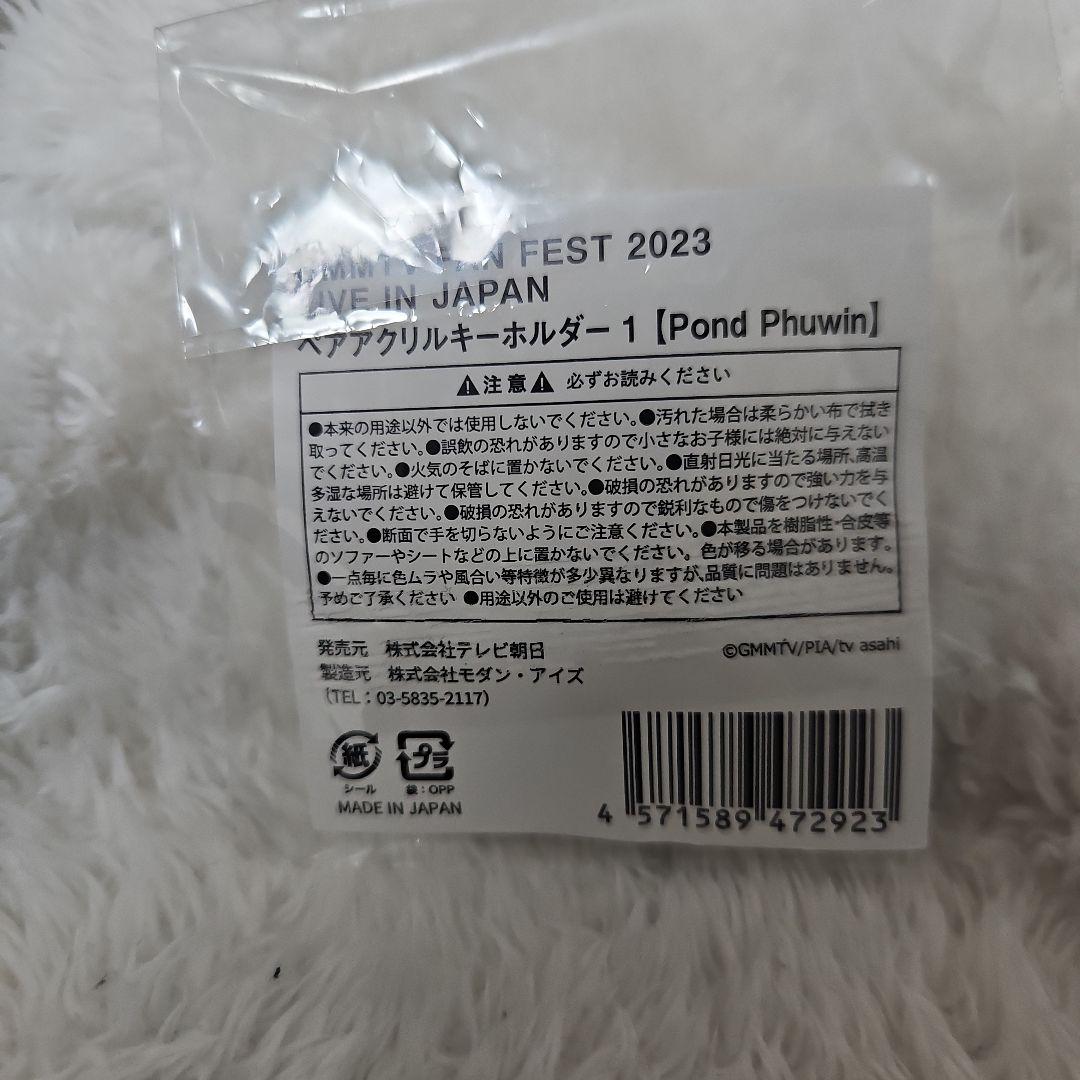 GMMTV FAN FEST 2023
LIVE IN JAPAN
ペアアクリルキーホルダー 1【Pond Phuwin】
⚠注意⚠ 必ずお読みください
●本来の用途以外では使用しないでください。●汚れた場合は柔らかい布で拭き
取ってください。●誤飲の恐れがありますので小さなお子様には絶対に与えない
でください。●火気のそばに置かないでください。●直射日光に当たる場所、高温
多湿な場所は避けて保管してください。●破損の恐れがありますので強い力を与
えないでください。●破損の恐れがありますので鋭利なもので傷をつけないでく
ださい。●断面で手を切らないようにご注意ください。●本製品を樹脂性・合皮等
のソファーやシートなどの上に置かないでください。色が移る場合があります。
●一点毎に色ムラや風合い等特徴が多少異なりますが、品質に問題はありません。
予めご了承ください ●用途以外のご使用は避けてください
発売元 株式会社テレビ朝日
©GMMTV/PIA/tv asahi
製造元 株式会社モダン・アイズ
(TEL：03-5835-2117)
紙 プラ
シール 袋：OPP
MADE IN JAPAN
4 571589 472923